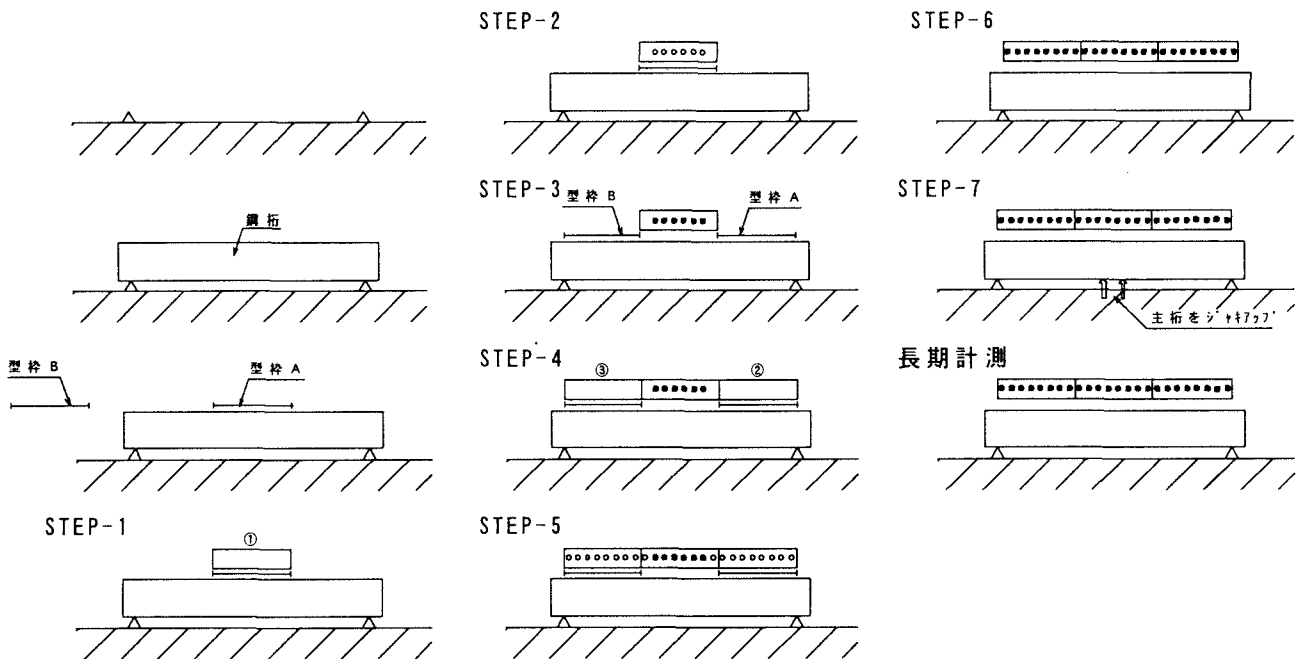 鋼桁
型枠 B
型枠 A
STEP-1
①
STEP-2
STEP-3
型枠 B
型枠 A
STEP-4
③
②
STEP-5
STEP-6
STEP-7
主桁をジャキアップ
長期計測